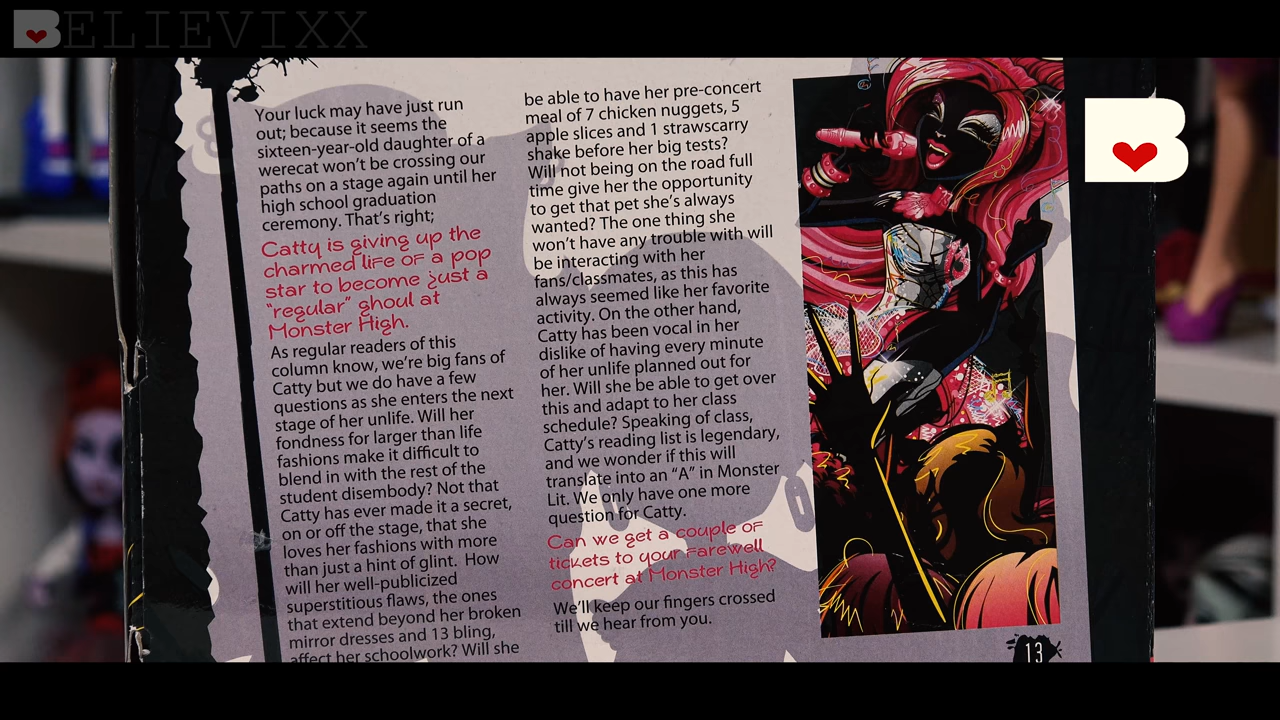 BELIEVIXX
B
Your luck may have just run
out; because it seems the
sixteen-year-old daughter of a
werecat won't be crossing our
paths on a stage again until her
high school graduation
ceremony. That's right;
Catty is giving up the
charmed life of a pop
star to become just a
"regular" ghoul at
Monster High.
As regular readers of this
column know, we're big fans of
Catty but we do have a few
questions as she enters the next
stage of her unlife. Will her
fondness for larger than life
fashions make it difficult to
blend in with the rest of the
student disembody? Not that
Catty has ever made it a secret,
on or off the stage, that she
loves her fashions with more
than just a hint of glint. How
will her well-publicized
superstitious flaws, the ones
that extend beyond her broken
mirror dresses and 13 bling,
affect her schoolwork? Will she
be able to have her pre-concert
meal of 7 chicken nuggets, 5
apple slices and 1 strawscarry
shake before her big tests?
Will not being on the road full
time give her the opportunity
to get that pet she's always
wanted? The one thing she
won't have any trouble with will
be interacting with her
fans/classmates, as this has
always seemed like her favorite
activity. On the other hand,
Catty has been vocal in her
dislike of having every minute
of her unlife planned out for
her. Will she be able to get over
this and adapt to her class
schedule? Speaking of class,
Catty's reading list is legendary,
and we wonder if this will
translate into an "A" in Monster
Lit. We only have one more
question for Catty.
Can we get a couple of
tickets to your farewell
concert at Monster High?
We'll keep our fingers crossed
till we hear from you.
13